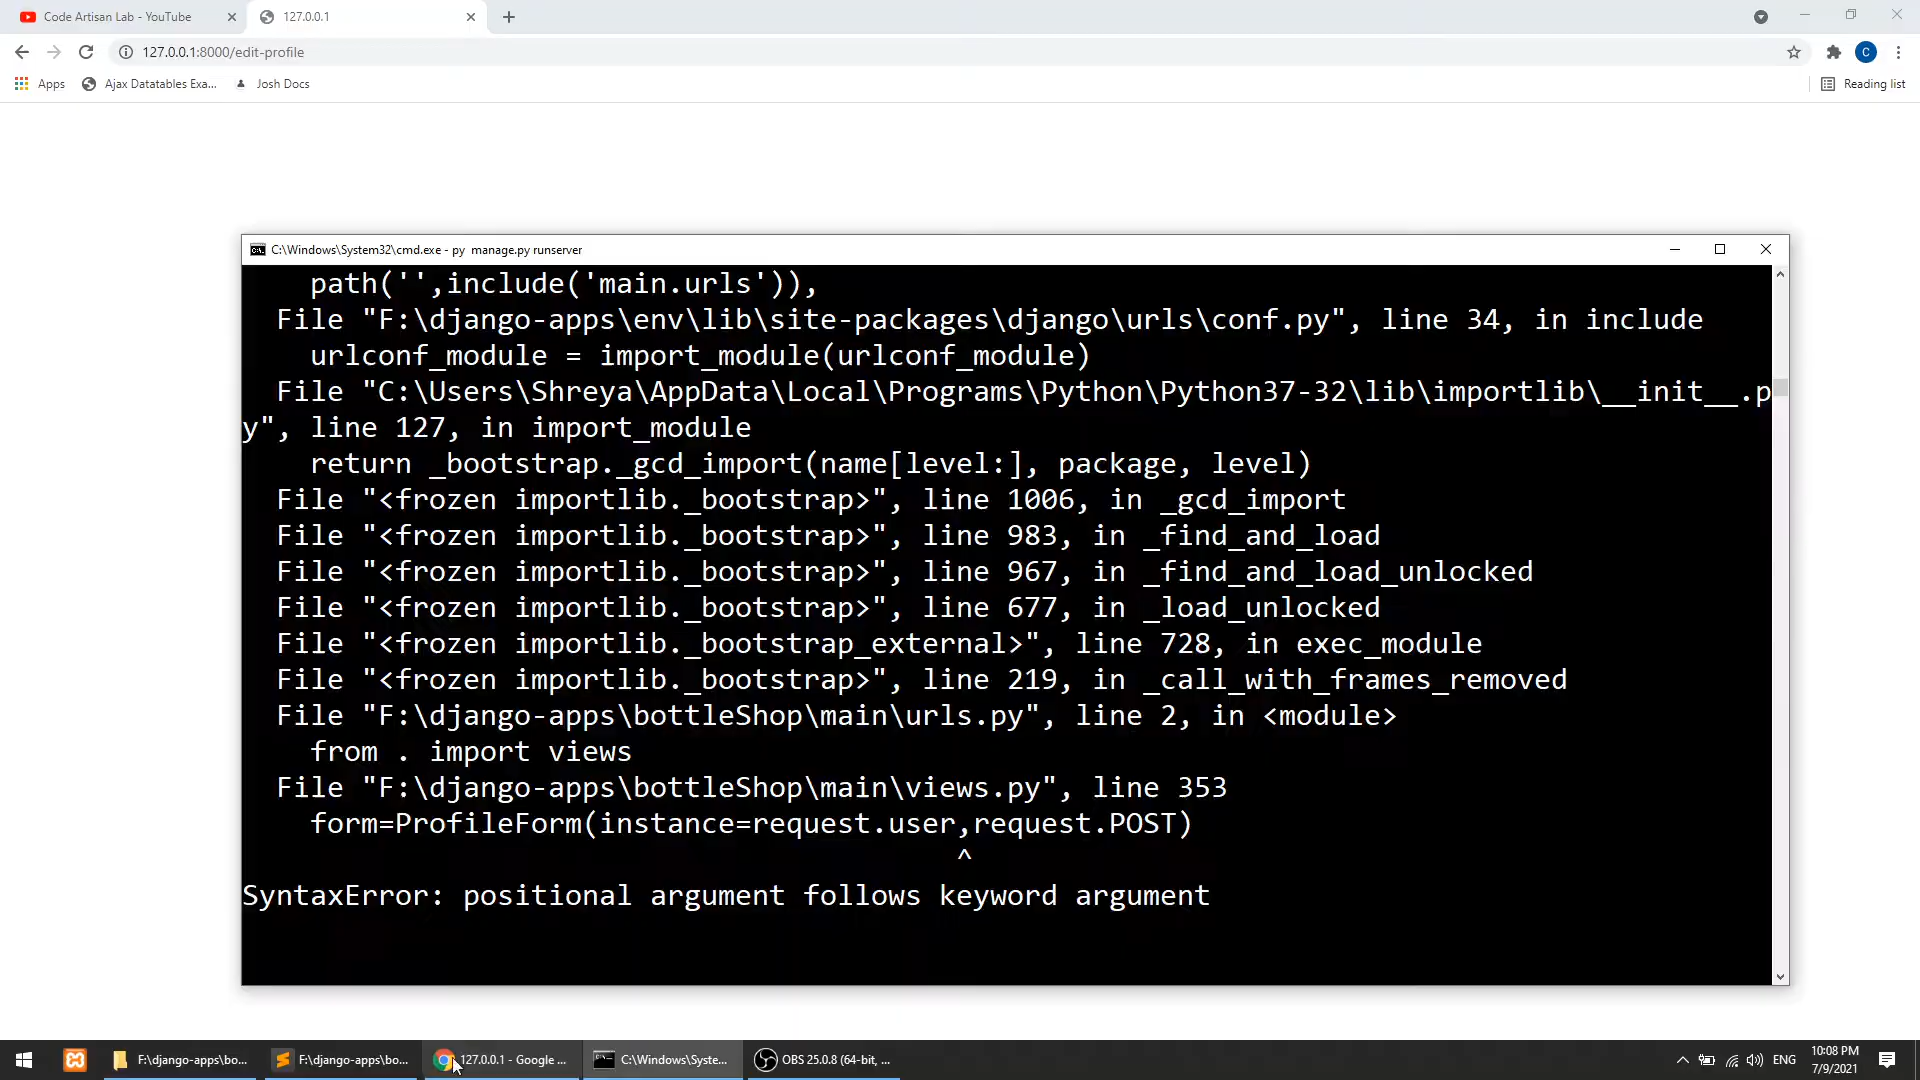 Code Artisan Lab - YouTube
127.0.0.1
127.0.0.1:8000/edit-profile
C
Apps
Ajax Datatables Exa...
Josh Docs
Reading list
C:\Windows\System32\cmd.exe - py  manage.py runserver
path('',include('main.urls')),
File "F:\django-apps\env\lib\site-packages\django\urls\conf.py", line 34, in include
urlconf_module = import_module(urlconf_module)
File "C:\Users\Shreya\AppData\Local\Programs\Python\Python37-32\lib\importlib\__init__.p
y", line 127, in import_module
return _bootstrap._gcd_import(name[level:], package, level)
File "<frozen importlib._bootstrap>", line 1006, in _gcd_import
File "<frozen importlib._bootstrap>", line 983, in _find_and_load
File "<frozen importlib._bootstrap>", line 967, in _find_and_load_unlocked
File "<frozen importlib._bootstrap>", line 677, in _load_unlocked
File "<frozen importlib._bootstrap_external>", line 728, in exec_module
File "<frozen importlib._bootstrap>", line 219, in _call_with_frames_removed
File "F:\django-apps\bottleShop\main\urls.py", line 2, in <module>
from . import views
File "F:\django-apps\bottleShop\main\views.py", line 353
form=ProfileForm(instance=request.user,request.POST)
^
SyntaxError: positional argument follows keyword argument
F:\django-apps\bo...
F:\django-apps\bo...
127.0.0.1 - Google ...
C:\Windows\Syste...
OBS 25.0.8 (64-bit, ...
ENG
10:08 PM
7/9/2021